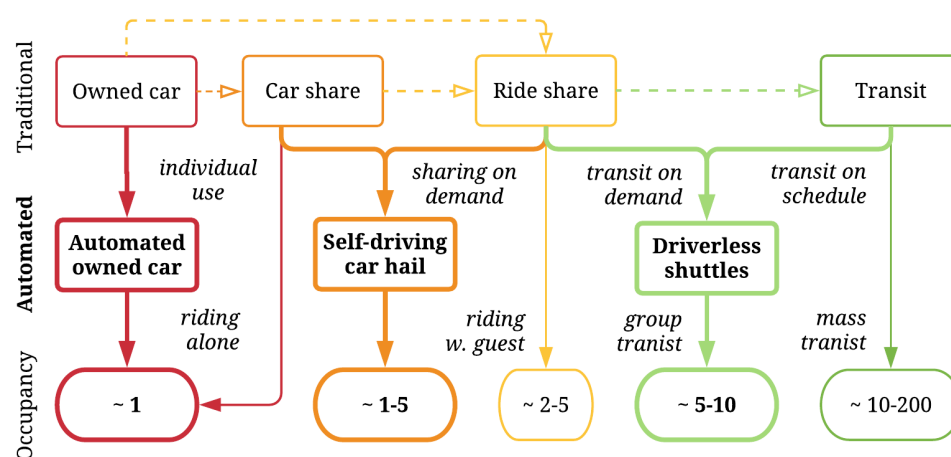 Traditional
Owned car
Car share
Ride share
Transit
individual
use
sharing on
demand
transit on
demand
transit on
schedule
Automated
Automated
owned car
Self-driving
car hail
Driverless
shuttles
riding
alone
riding
w. guest
group
tranist
mass
tranist
Occupancy
~ 1
~ 1-5
~ 2-5
~ 5-10
~ 10-200